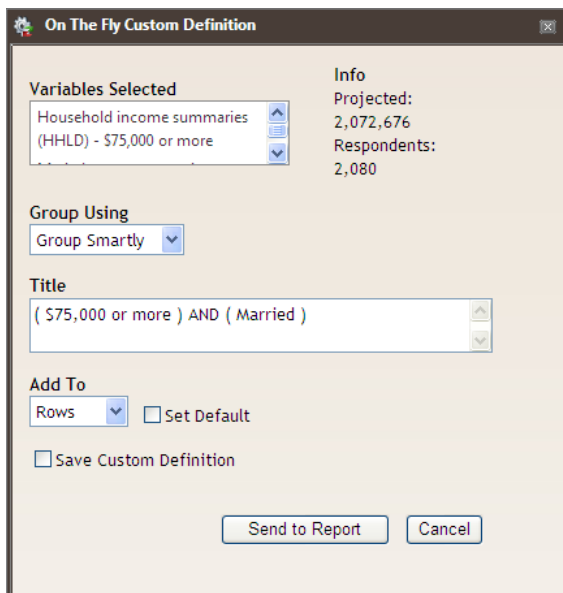 On The Fly Custom Definition
Variables Selected
Household income summaries
(HHLD) - $75,000 or more
Info
Projected:
2,072,676
Respondents:
2,080
Group Using
Group Smartly
Title
( $75,000 or more ) AND ( Married )
Add To
Rows
Set Default
Save Custom Definition
Send to Report
Cancel